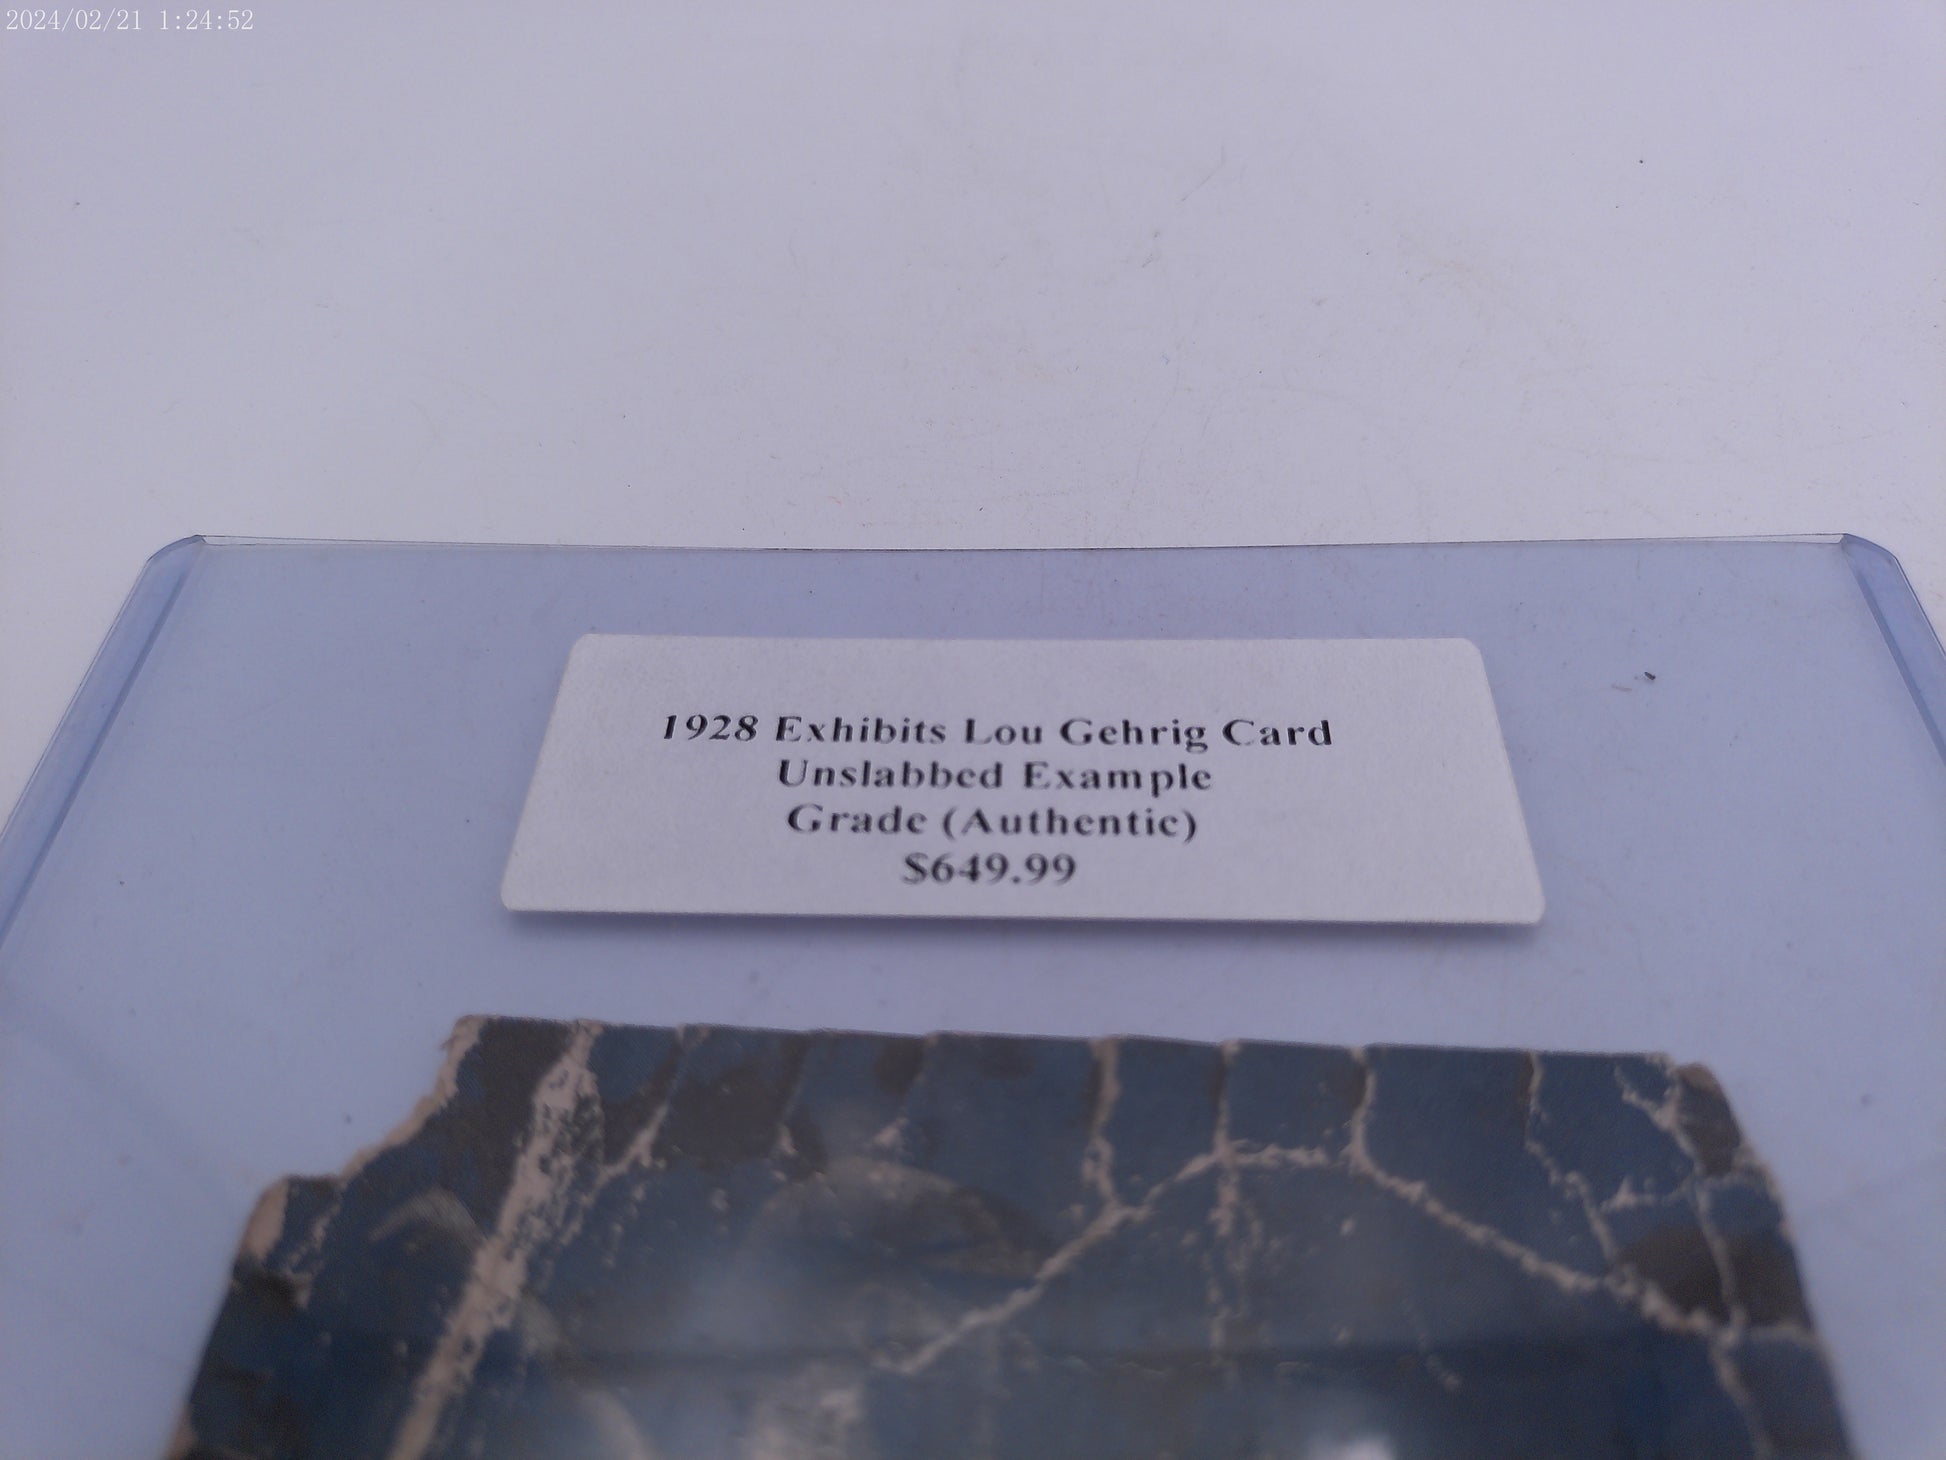 2024/02/21 1:24:52
1928 Exhibits Lou Gehrig Card
Unslabbed Example
Grade (Authentic)
$649.99